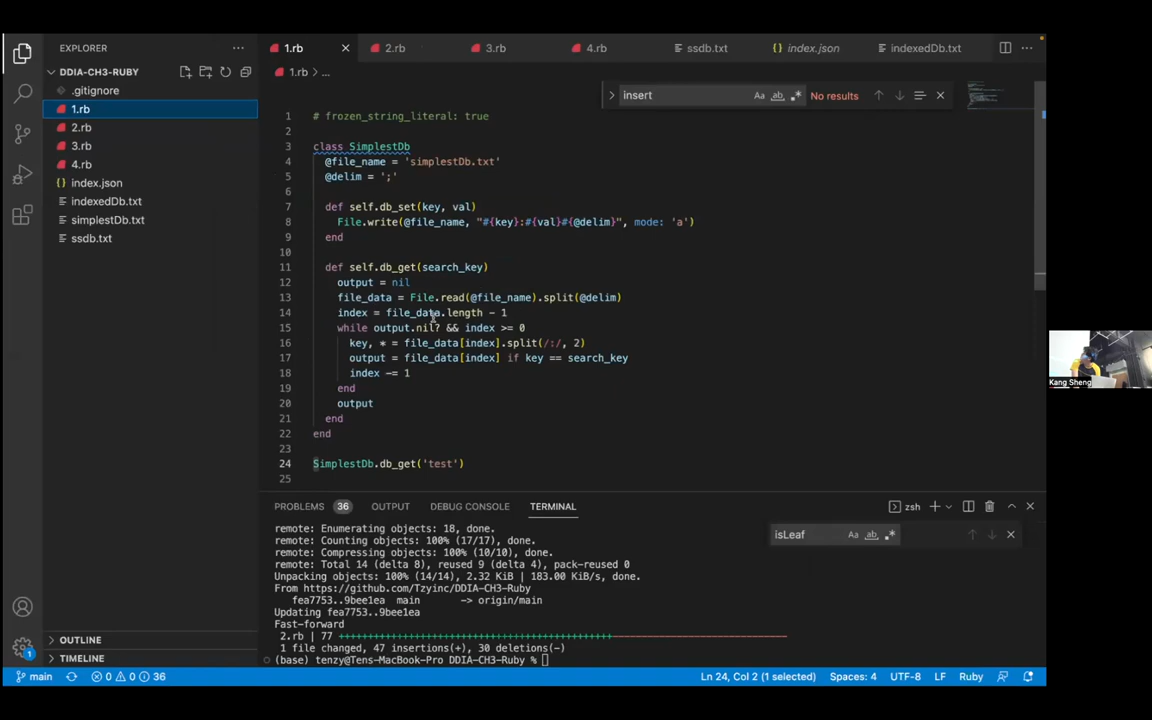 EXPLORER
DDIA-CH3-RUBY
.gitignore
1.rb
2.rb
3.rb
4.rb
index.json
indexedDb.txt
simplestDb.txt
ssdb.txt
OUTLINE
TIMELINE
1.rb 2.rb 3.rb 4.rb ssdb.txt index.json indexedDb.txt
1.rb > ...
insert Aa ab No results
1 # frozen_string_literal: true
2
3 class SimplestDb
4 @file_name = 'simplestDb.txt'
5 @delim = ';'
6
7 def self.db_set(key, val)
8 File.write(@file_name, "#{key}:#{val}#{@delim}", mode: 'a')
9 end
10
11 def self.db_get(search_key)
12 output = nil
13 file_data = File.read(@file_name).split(@delim)
14 index = file_data.length - 1
15 while output.nil? && index >= 0
16 key, * = file_data[index].split(/:/, 2)
17 output = file_data[index] if key == search_key
18 index -= 1
19 end
20 output
21 end
22 end
23
24 SimplestDb.db_get('test')
25
PROBLEMS 36 OUTPUT DEBUG CONSOLE TERMINAL zsh
isLeaf Aa ab
remote: Enumerating objects: 18, done.
remote: Counting objects: 100% (17/17), done.
remote: Compressing objects: 100% (10/10), done.
remote: Total 14 (delta 8), reused 9 (delta 4), pack-reused 0
Unpacking objects: 100% (14/14), 2.32 KiB | 183.00 KiB/s, done.
From https://github.com/Tzyinc/DDIA-CH3-Ruby
fea7753..9bee1ea main -> origin/main
Updating fea7753..9bee1ea
Fast-forward
2.rb | 77 +++++++++++++++++++++++++++++++++++++++++++++++------------------------------
1 file changed, 47 insertions(+), 30 deletions(-)
(base) tenzy@Tens-MacBook-Pro DDIA-CH3-Ruby %
Kang Sheng
1
main 0 0 36 Ln 24, Col 2 (1 selected) Spaces: 4 UTF-8 LF Ruby